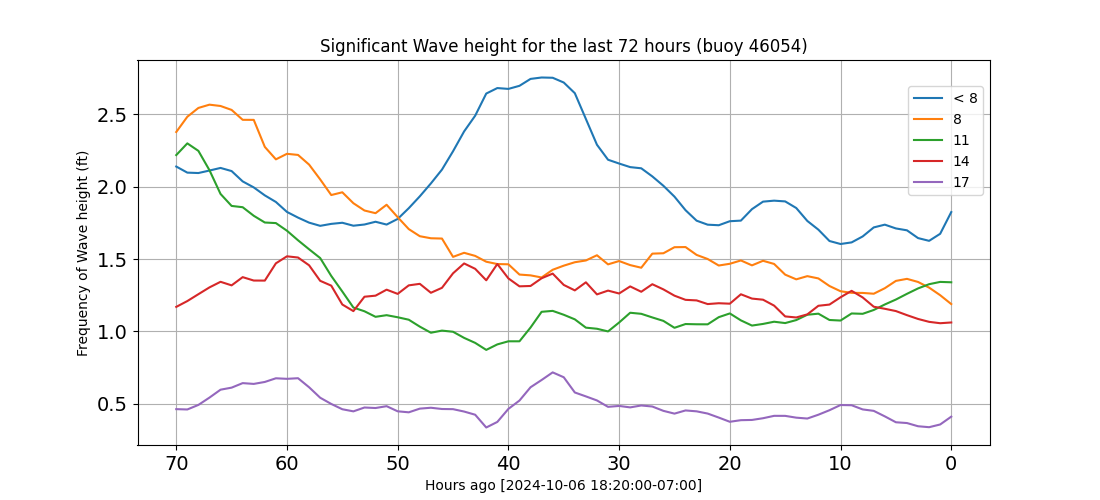 Significant Wave height for the last 72 hours (buoy 46054)
Frequency of Wave height (ft)
2.5
2.0
1.5
1.0
0.5
< 8
8
11
14
17
70 60 50 40 30 20 10 0
Hours ago [2024-10-06 18:20:00-07:00]